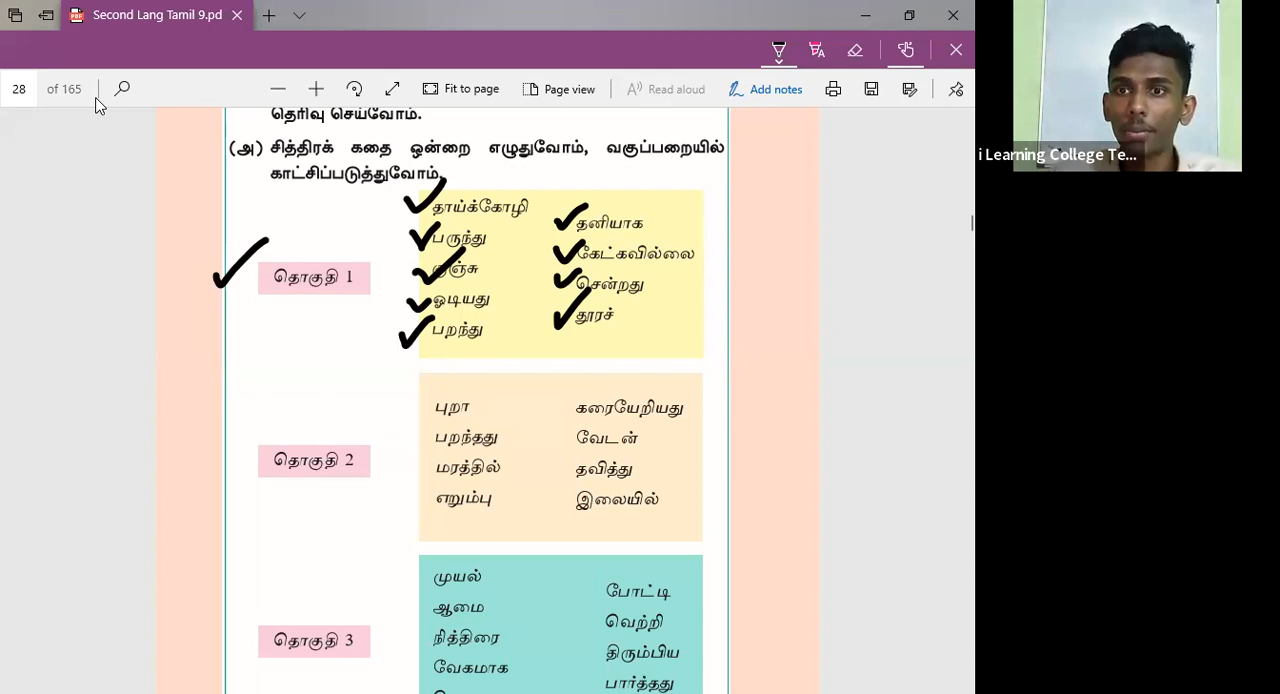 Second Lang Tamil 9.pd
28 of 165
Fit to page
Page view
Read aloud
Add notes
i Learning College Te...
தெரிவு செய்வோம்.
(அ) சித்திரக் கதை ஒன்றை எழுதுவோம், வகுப்பறையில்
காட்சிப்படுத்துவோம்.
தொகுதி 1
தாய்க்கோழி
பருந்து
குஞ்சு
ஓடியது
பறந்து
தனியாக
கேட்கவில்லை
சென்றது
தூரச்
தொகுதி 2
புறா
பறந்தது
மரத்தில்
எறும்பு
கரையேறியது
வேடன்
தவித்து
இலையில்
தொகுதி 3
முயல்
ஆமை
நித்திரை
வேகமாக
போட்டி
வெற்றி
திரும்பிய
பார்த்தது